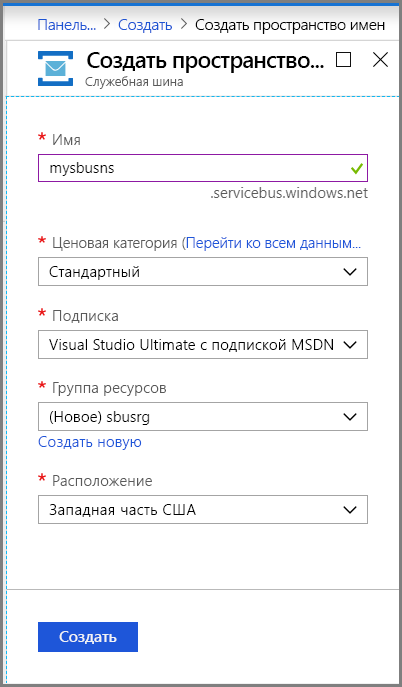 Панель... > Создать > Создать пространство имен
Создать пространство...
Служебная шина
* Имя
mysbusns
.servicebus.windows.net
* Ценовая категория (Перейти ко всем данным...
Стандартный
* Подписка
Visual Studio Ultimate с подпиской MSDN
* Группа ресурсов
(Новое) sbusrg
Создать новую
* Расположение
Западная часть США
Создать